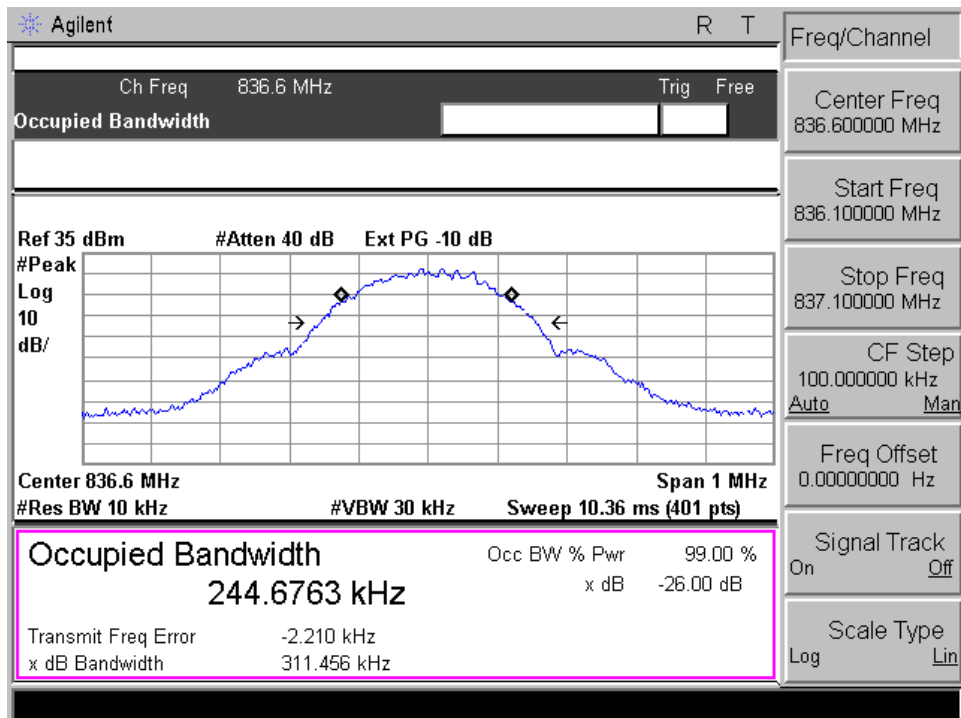 Agilent R T
Freq/Channel
Ch Freq 836.6 MHz Trig Free
Occupied Bandwidth
Center Freq
836.600000 MHz
Start Freq
836.100000 MHz
Ref 35 dBm #Atten 40 dB Ext PG -10 dB
#Peak
Log
10
dB/
Stop Freq
837.100000 MHz
CF Step
100.000000 kHz
Auto Man
Center 836.6 MHz Span 1 MHz
#Res BW 10 kHz #VBW 30 kHz Sweep 10.36 ms (401 pts)
Freq Offset
0.00000000 Hz
Occupied Bandwidth Occ BW % Pwr 99.00 %
244.6763 kHz x dB -26.00 dB
Transmit Freq Error -2.210 kHz
x dB Bandwidth 311.456 kHz
Signal Track
On Off
Scale Type
Log Lin